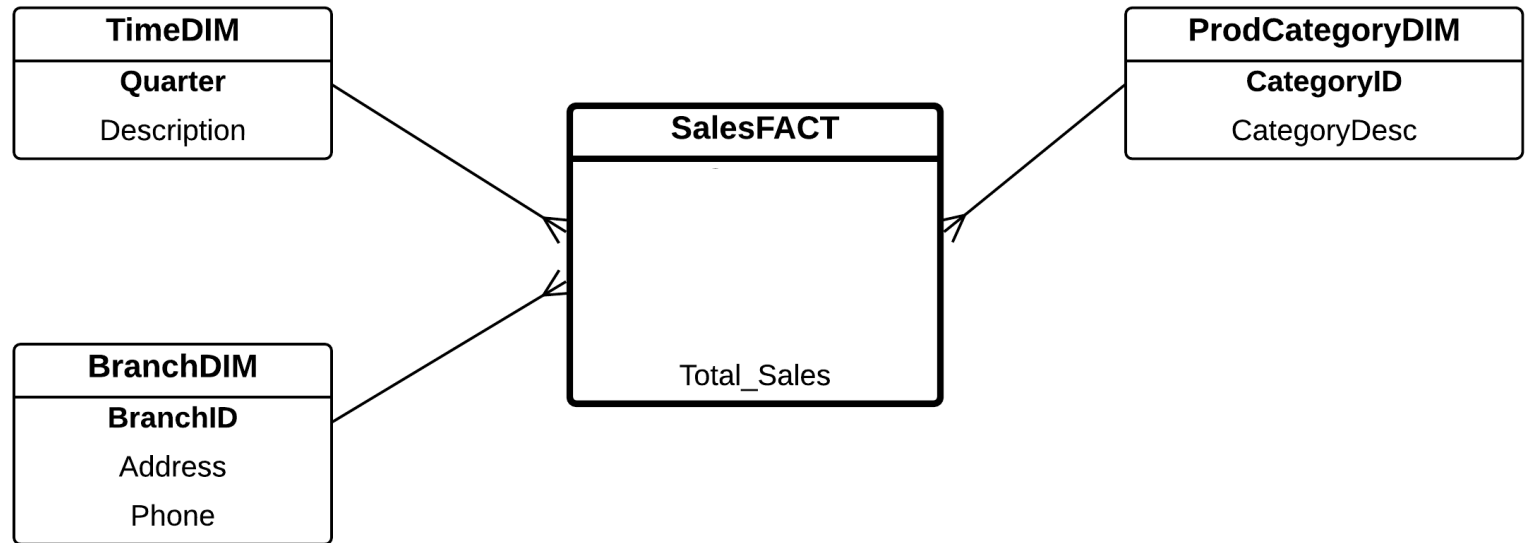 TimeDIM
Quarter
Description
ProdCategoryDIM
CategoryID
CategoryDesc
SalesFACT
Total_Sales
BranchDIM
BranchID
Address
Phone